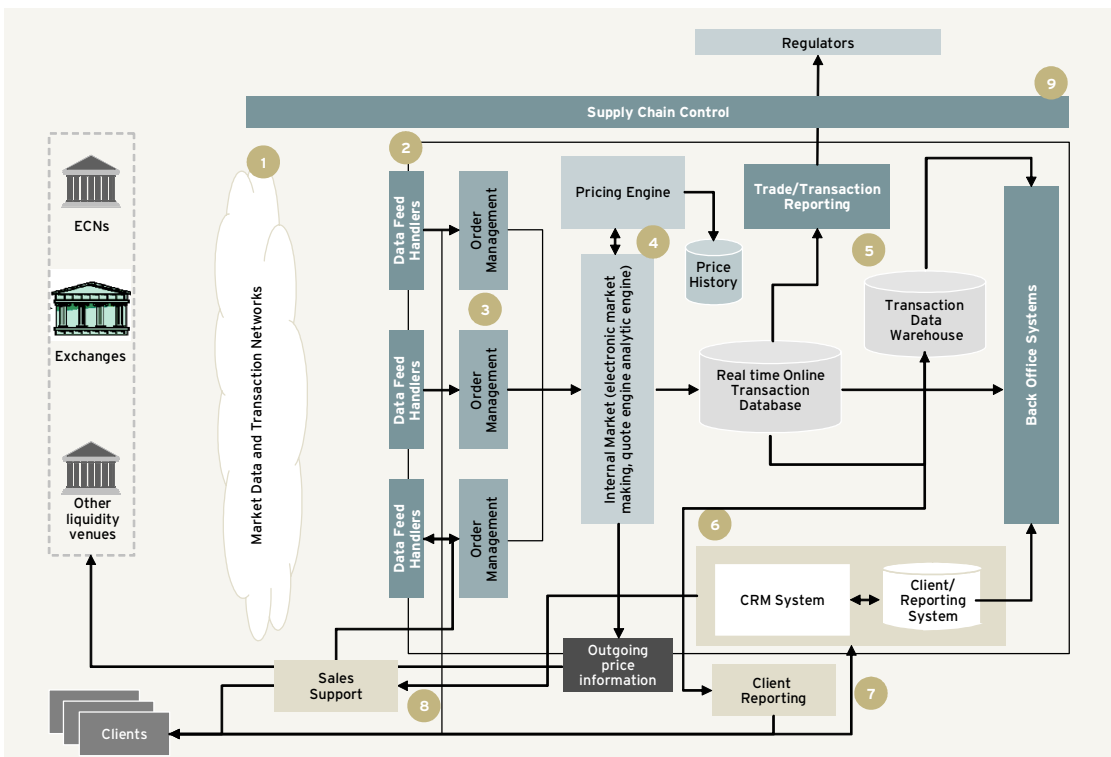 Regulators
9
Supply Chain Control
1
2
ECNs
Exchanges
Other
liquidity
venues
Market Data and Transaction Networks
Data Feed
Handlers
Order
Management
Data Feed
Handlers
3
Order
Management
Data Feed
Handlers
Order
Management
Pricing Engine
4
Price
History
Internal Market (electronic market
making, quote engine analytic engine)
Trade/Transaction
Reporting
5
Transaction
Data
Warehouse
Real time Online
Transaction
Database
Back Office Systems
6
CRM System
Client/
Reporting
System
Outgoing
price
information
Sales
Support
8
Client
Reporting
7
Clients